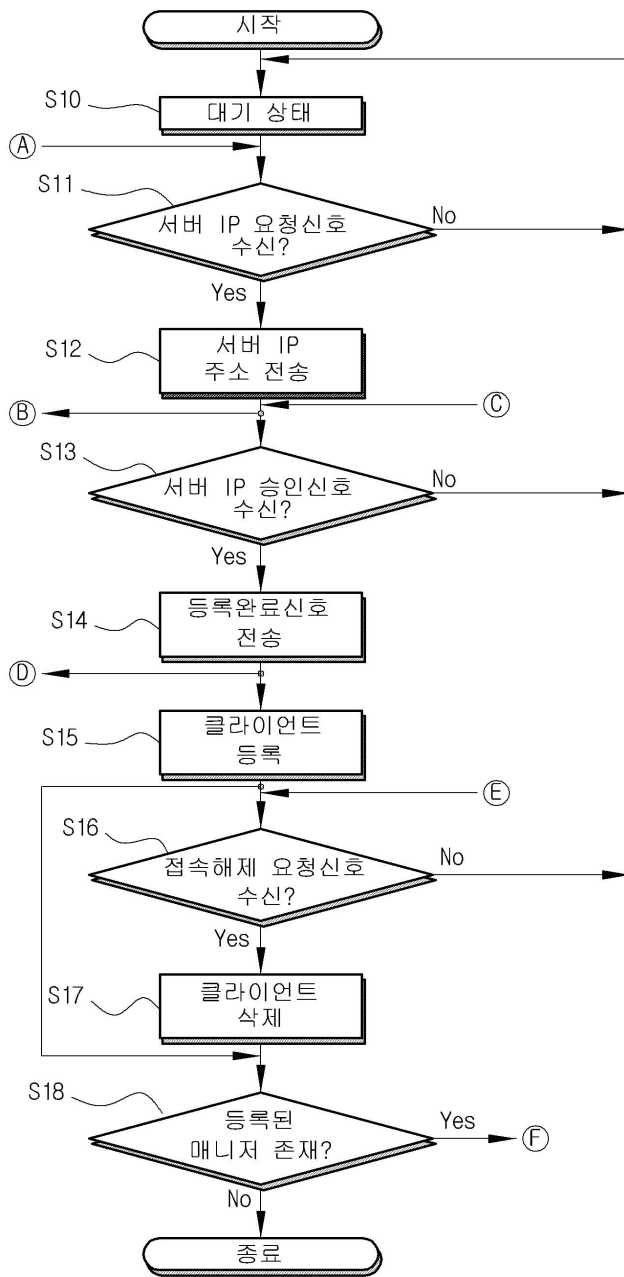 시작
S10
대기 상태
Ⓐ
S11
서버 IP 요청신호
수신?
No
Yes
S12
서버 IP
주소 전송
Ⓑ
Ⓒ
S13
서버 IP 승인신호
수신?
No
Yes
S14
등록완료신호
전송
Ⓓ
S15
클라이언트
등록
Ⓔ
S16
접속해제 요청신호
수신?
No
Yes
S17
클라이언트
삭제
S18
등록된
매니저 존재?
Yes
Ⓕ
No
종료